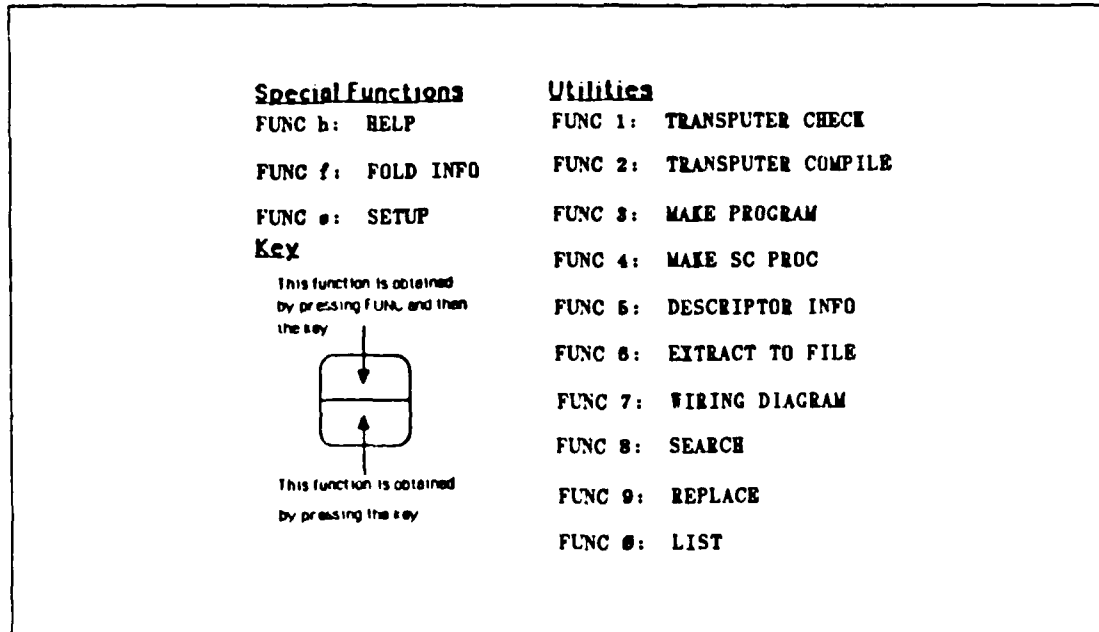 Special Functions
FUNC h: HELP
FUNC f: FOLD INFO
FUNC s: SETUP
Key
This function is obtained
by pressing FUNC and then
the key
This function is obtained
by pressing the key
Utilities
FUNC 1: TRANSPUTER CHECK
FUNC 2: TRANSPUTER COMPILE
FUNC 3: MAKE PROGRAM
FUNC 4: MAKE SC PROC
FUNC 5: DESCRIPTOR INFO
FUNC 6: EXTRACT TO FILE
FUNC 7: WIRING DIAGRAM
FUNC 8: SEARCH
FUNC 9: REPLACE
FUNC 0: LIST